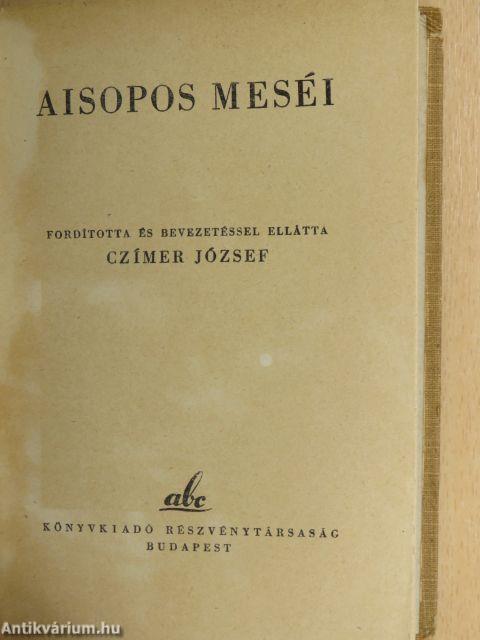 AISOPOS MESÉI
FORDÍTOTTA ÉS BEVEZETÉSSEL ELLÁTTA
CZÍMER JÓZSEF
abc
KÖNYVKIADÓ RÉSZVÉNYTÁRSASÁG
BUDAPEST
Antikvárium.hu